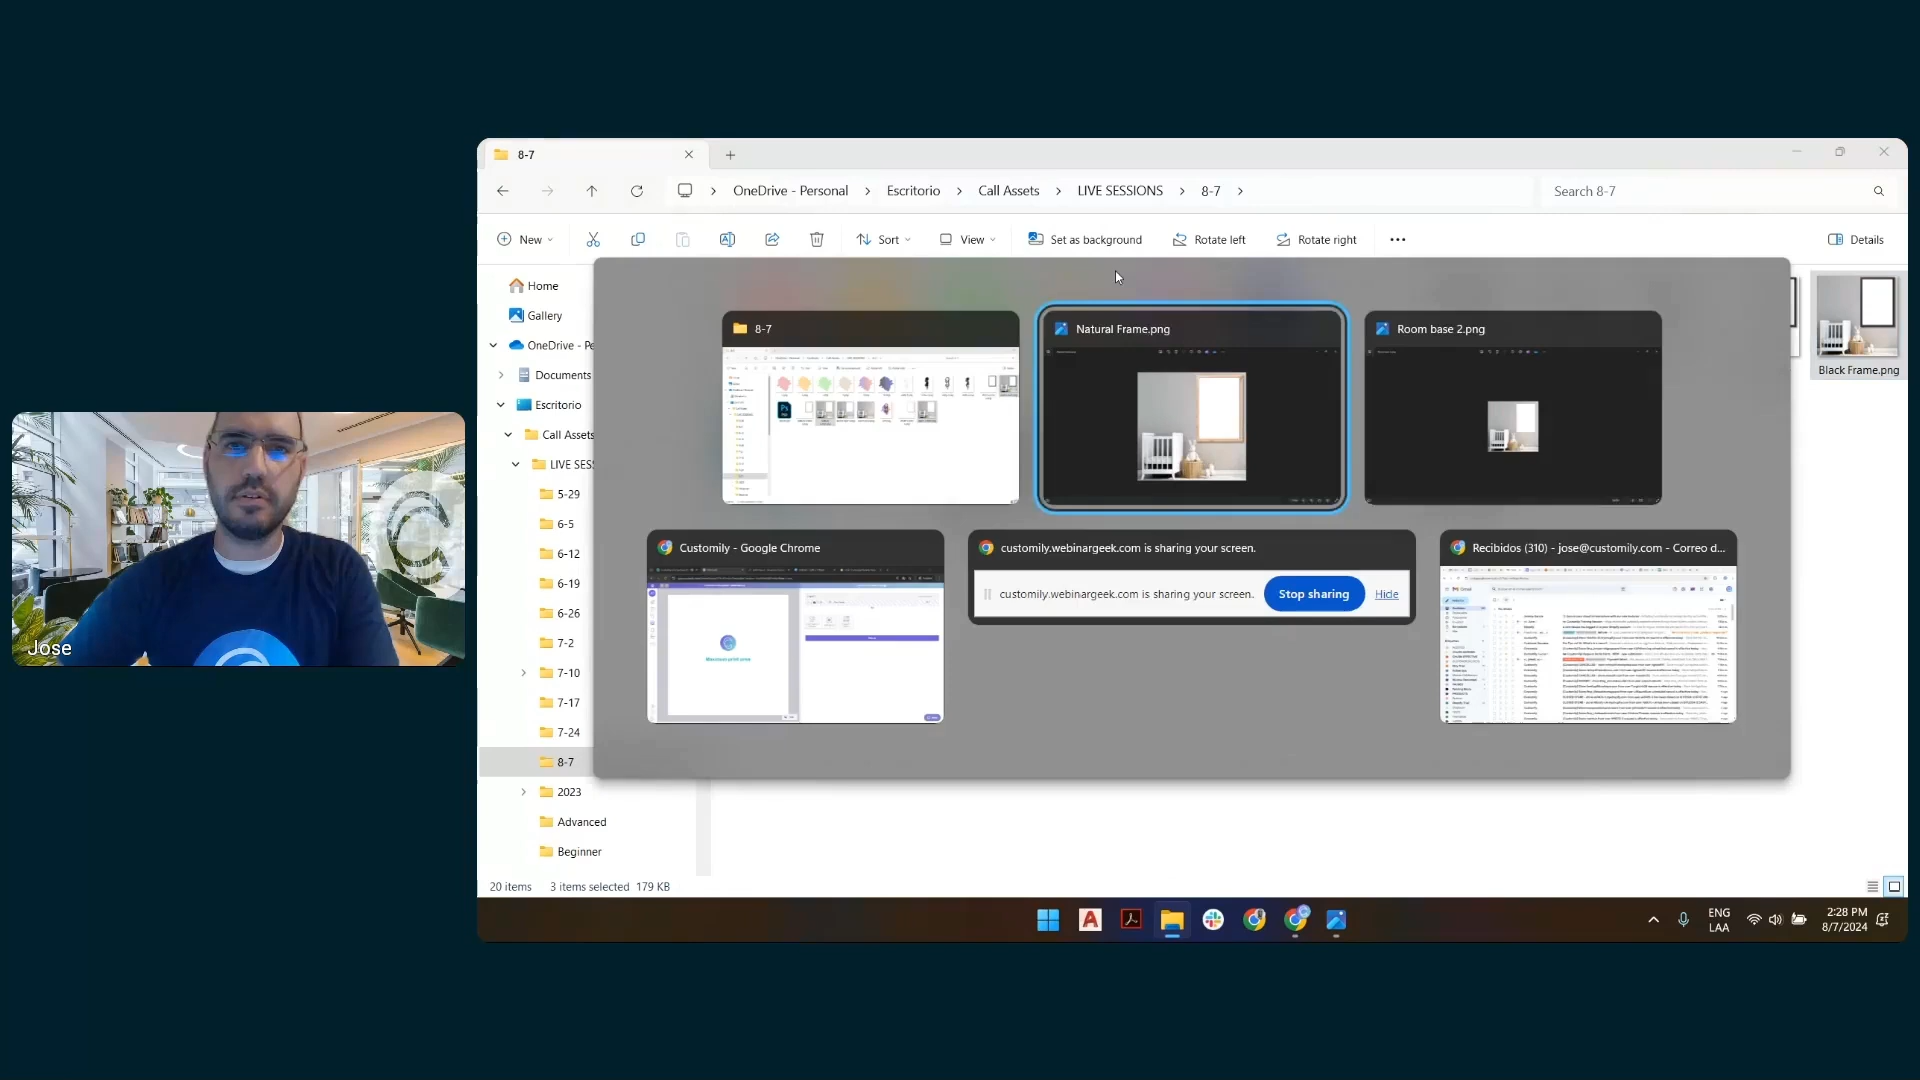 8-7
OneDrive - Personal
Escritorio
Call Assets
LIVE SESSIONS
8-7
Search 8-7
New
Sort
View
Set as background
Rotate left
Rotate right
Details
Home
Gallery
OneDrive - Pe
Documents
Escritorio
Call Assets
LIVE SES
5-29
6-5
6-12
6-19
6-26
7-2
7-10
7-17
7-24
8-7
2023
Advanced
Beginner
8-7
Natural Frame.png
Room base 2.png
Black Frame.png
Customily - Google Chrome
customily.webinargeek.com is sharing your screen.
Recibidos (310) - jose@customily.com - Correo d...
customily.webinargeek.com is sharing your screen.
Stop sharing
Hide
Jose
20 items
3 items selected 179 KB
ENG
LAA
2:28 PM
8/7/2024